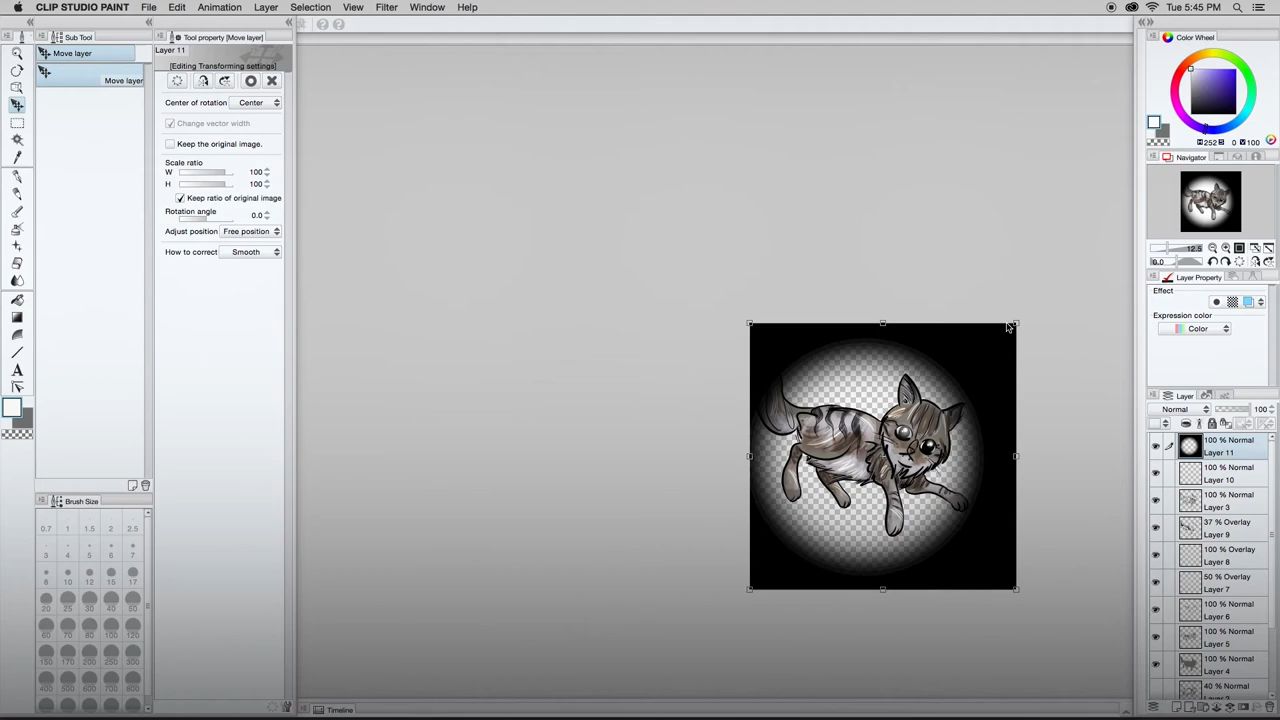 CLIP STUDIO PAINT File Edit Animation Layer Selection View Filter Window Help Tue 5:45 PM
Sub Tool
Move layer
Move layer
Tool property [Move layer]
Layer 11
[Editing Transforming settings]
Center of rotation Center
Change vector width
Keep the original image.
Scale ratio
W 100
H 100
Keep ratio of original image
Rotation angle 0.0
Adjust position Free position
How to correct Smooth
Brush Size
0.7 1 1.5 2 2.5
3 4 5 6 7
8 10 12 15 17
20 25 30 40 50
60 70 80 100 120
150 170 200 250 300
400 500 600 700 800
Timeline
Color Wheel
252 0 100
Navigator
12.5
0.0
Layer Property
Effect
Expression color
Color
Layer
Normal 100
100 % Normal
Layer 11
100 % Normal
Layer 10
100 % Normal
Layer 3
37 % Overlay
Layer 9
100 % Overlay
Layer 8
50 % Overlay
Layer 7
100 % Normal
Layer 6
100 % Normal
Layer 5
100 % Normal
Layer 4
40 % Normal